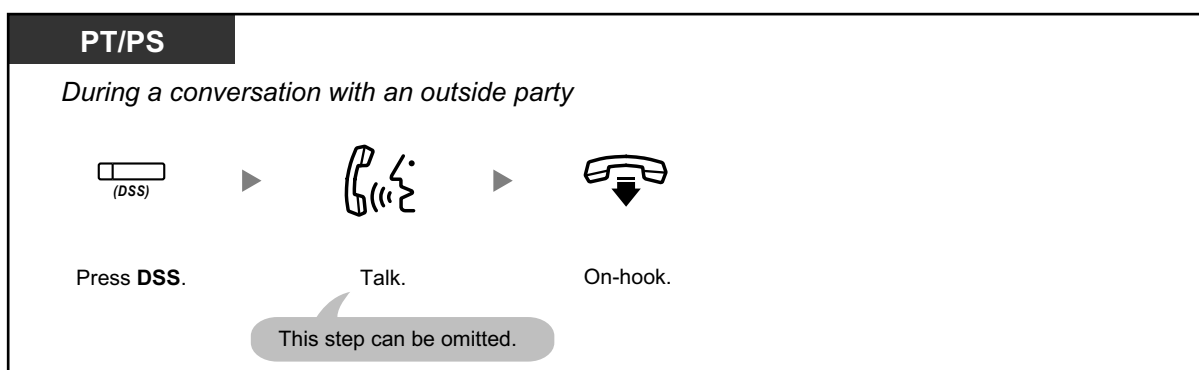 PT/PS
During a conversation with an outside party
(DSS)
Press DSS.
Talk.
On-hook.
This step can be omitted.